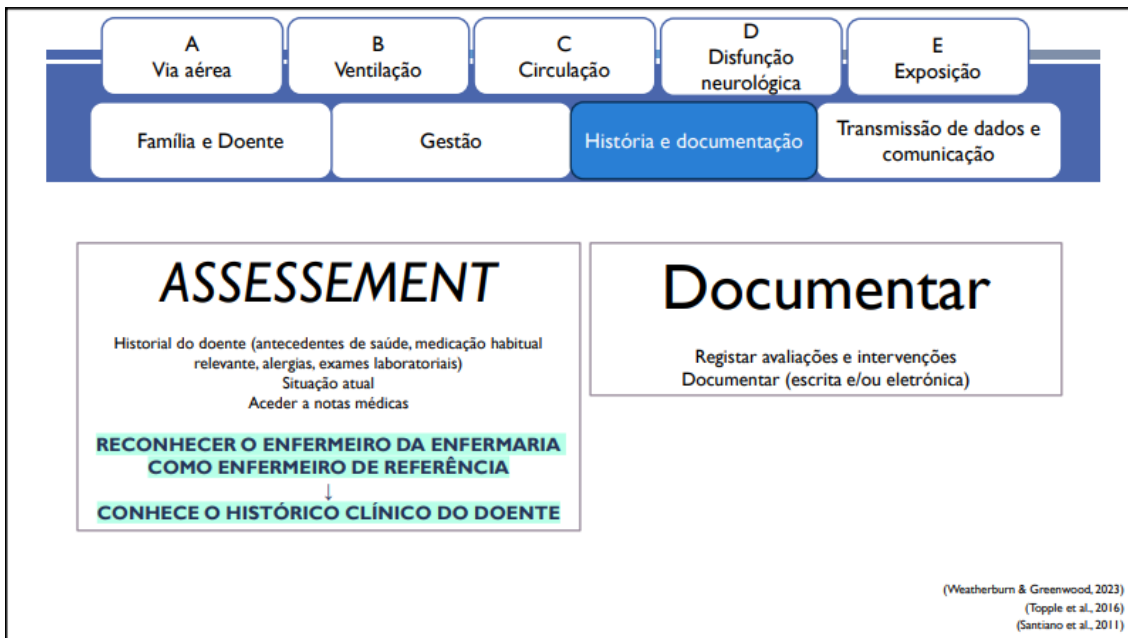 A
Via aérea
B
Ventilação
C
Circulação
D
Disfunção
neurológica
E
Exposição
Família e Doente
Gestão
História e documentação
Transmissão de dados e
comunicação
ASSESSEMENT
Historial do doente (antecedentes de saúde, medicação habitual
relevante, alergias, exames laboratoriais)
Situação atual
Aceder a notas médicas
RECONHECER O ENFERMEIRO DA ENFERMARIA
COMO ENFERMEIRO DE REFERÊNCIA
↓
CONHECE O HISTÓRICO CLÍNICO DO DOENTE
Documentar
Registar avaliações e intervenções
Documentar (escrita e/ou eletrónica)
(Weatherburn & Greenwood, 2023)
(Topple et al., 2016)
(Santiano et al., 2011)